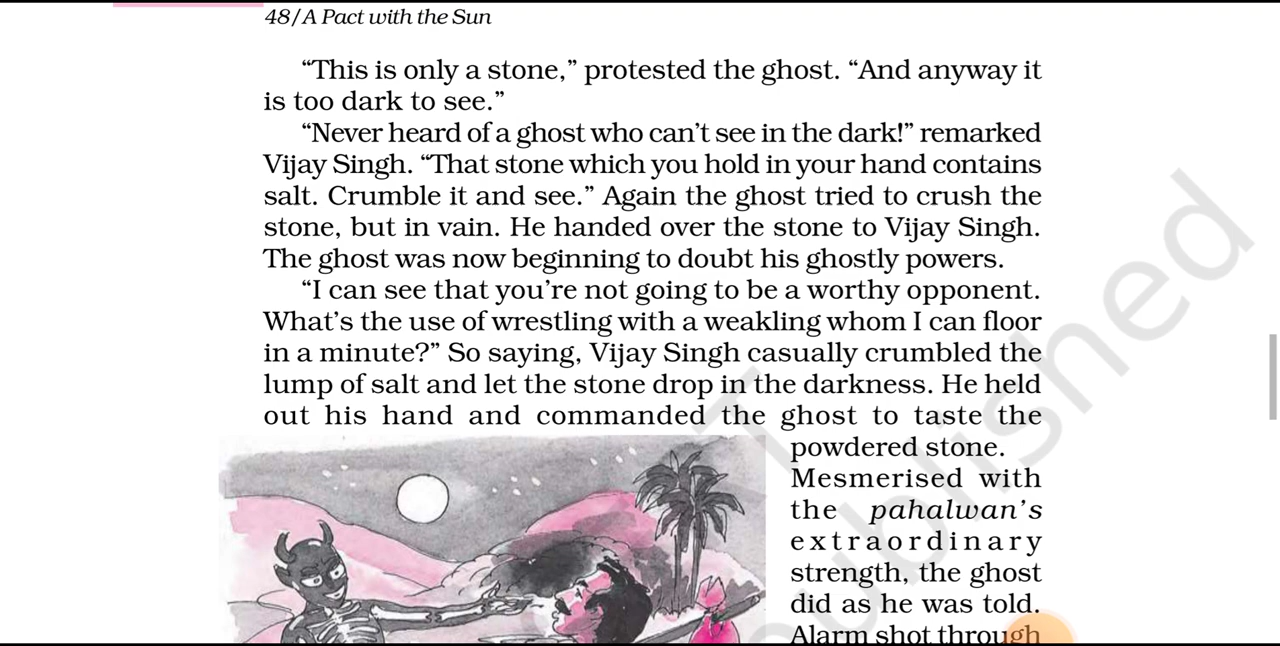 48/A Pact with the Sun
“This is only a stone,” protested the ghost. “And anyway it
is too dark to see.”
“Never heard of a ghost who can’t see in the dark!” remarked
Vijay Singh. “That stone which you hold in your hand contains
salt. Crumble it and see.” Again the ghost tried to crush the
stone, but in vain. He handed over the stone to Vijay Singh.
The ghost was now beginning to doubt his ghostly powers.
“I can see that you’re not going to be a worthy opponent.
What’s the use of wrestling with a weakling whom I can floor
in a minute?” So saying, Vijay Singh casually crumbled the
lump of salt and let the stone drop in the darkness. He held
out his hand and commanded the ghost to taste the
powdered stone.
Mesmerised with
the pahalwan’s
extraordinary
strength, the ghost
did as he was told.
Alarm shot through